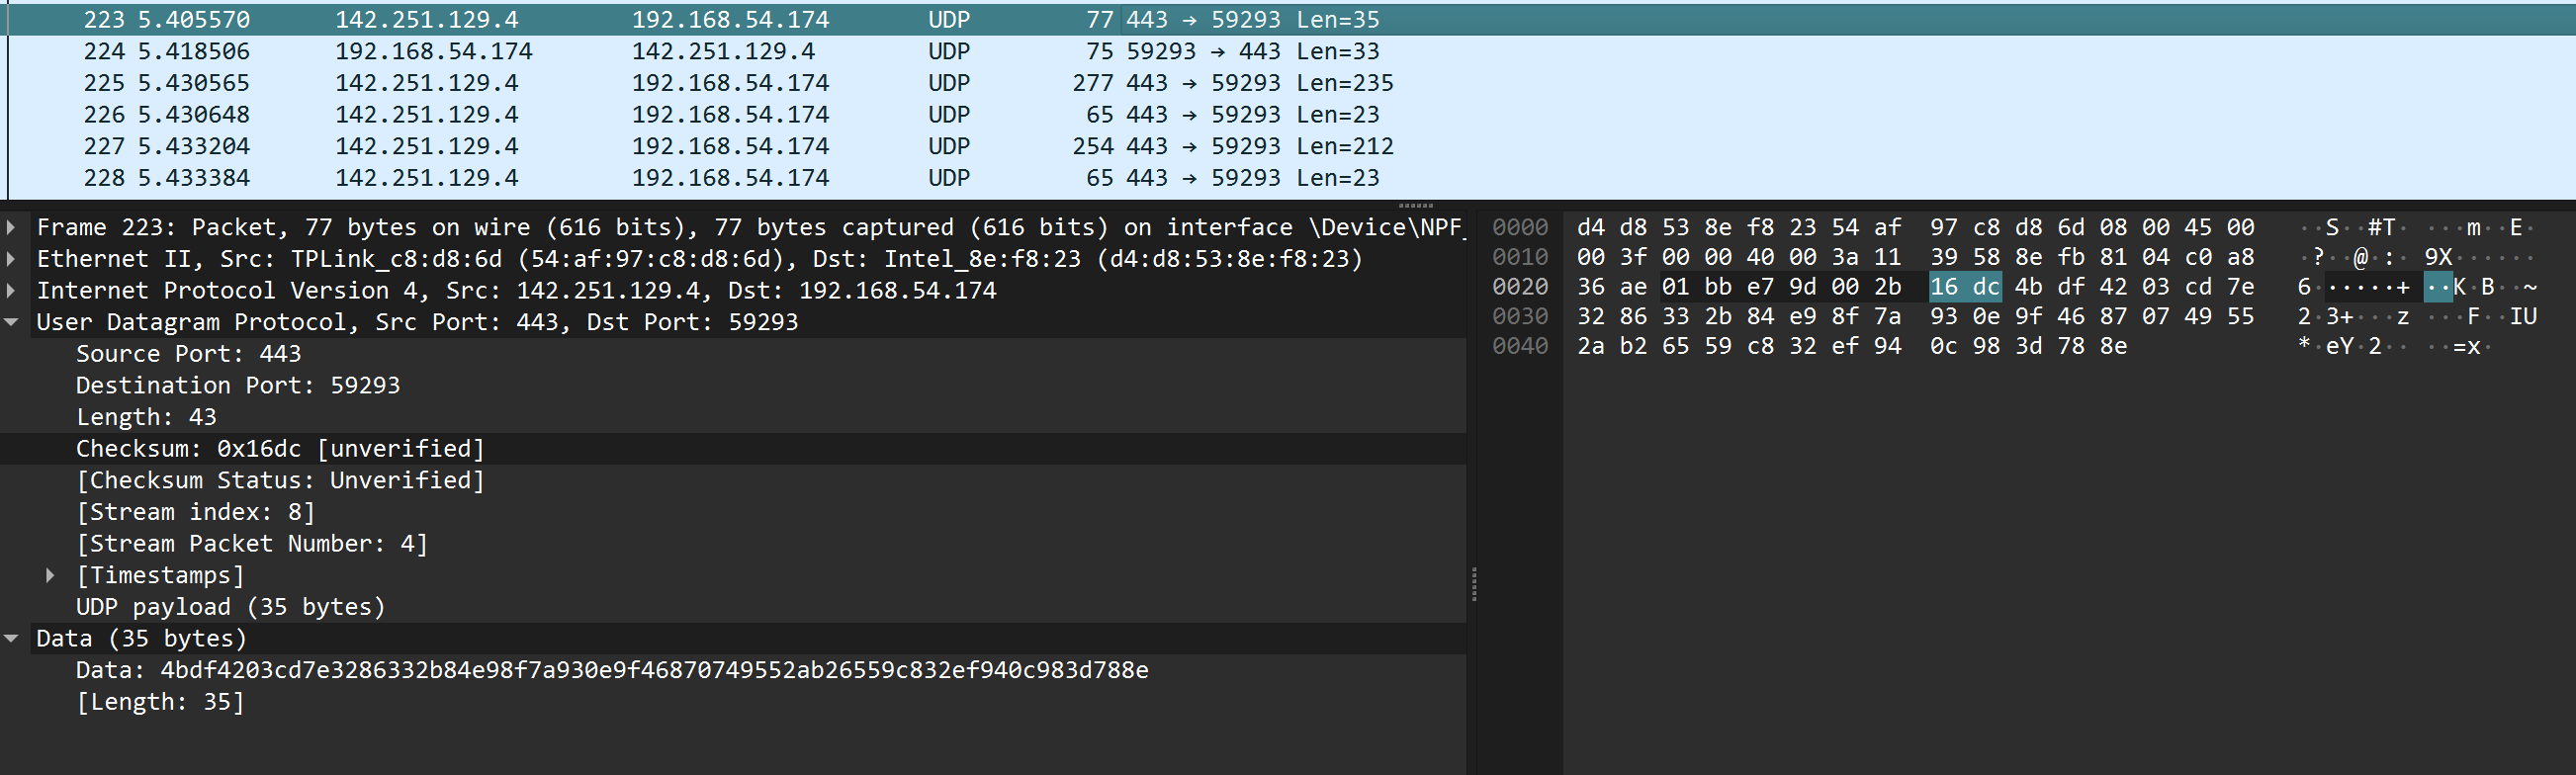 223 5.405570 142.251.129.4 192.168.54.174 UDP 77 443 → 59293 Len=35
224 5.418506 192.168.54.174 142.251.129.4 UDP 75 59293 → 443 Len=33
225 5.430565 142.251.129.4 192.168.54.174 UDP 277 443 → 59293 Len=235
226 5.430648 142.251.129.4 192.168.54.174 UDP 65 443 → 59293 Len=23
227 5.433204 142.251.129.4 192.168.54.174 UDP 254 443 → 59293 Len=212
228 5.433384 142.251.129.4 192.168.54.174 UDP 65 443 → 59293 Len=23
Frame 223: Packet, 77 bytes on wire (616 bits), 77 bytes captured (616 bits) on interface \Device\NPF_
Ethernet II, Src: TPLink_c8:d8:6d (54:af:97:c8:d8:6d), Dst: Intel_8e:f8:23 (d4:d8:53:8e:f8:23)
Internet Protocol Version 4, Src: 142.251.129.4, Dst: 192.168.54.174
User Datagram Protocol, Src Port: 443, Dst Port: 59293
Source Port: 443
Destination Port: 59293
Length: 43
Checksum: 0x16dc [unverified]
[Checksum Status: Unverified]
[Stream index: 8]
[Stream Packet Number: 4]
[Timestamps]
UDP payload (35 bytes)
Data (35 bytes)
Data: 4bdf4203cd7e3286332b84e98f7a930e9f46870749552ab26559c832ef940c983d788e
[Length: 35]
0000 d4 d8 53 8e f8 23 54 af 97 c8 d8 6d 08 00 45 00 ··S··#T· ···m··E·
0010 00 3f 00 00 40 00 3a 11 39 58 8e fb 81 04 c0 a8 ·?··@·:· 9X······
0020 36 ae 01 bb e7 9d 00 2b 16 dc 4b df 42 03 cd 7e 6······+ ··K·B··~
0030 32 86 33 2b 84 e9 8f 7a 93 0e 9f 46 87 07 49 55 2·3+···z ···F··IU
0040 2a b2 65 59 c8 32 ef 94 0c 98 3d 78 8e *·eY·2·· ··=x·